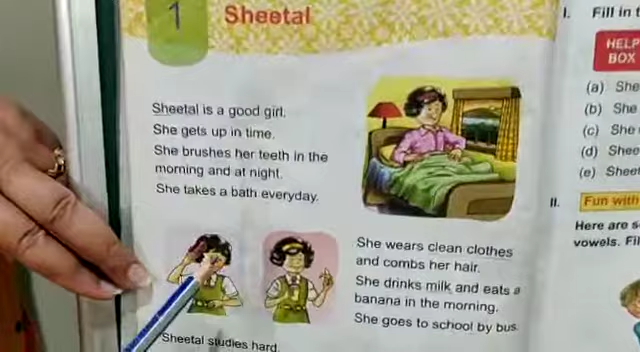 1
Sheetal
Sheetal is a good girl.
She gets up in time.
She brushes her teeth in the
morning and at night.
She takes a bath everyday.
She wears clean clothes
and combs her hair.
She drinks milk and eats a
banana in the morning.
She goes to school by bus.
Sheetal studies hard.
I. Fill in
HELP
BOX
(a) She
(b) She
(c) She
(d)
(e)
II. Fun with
Here are
vowels.